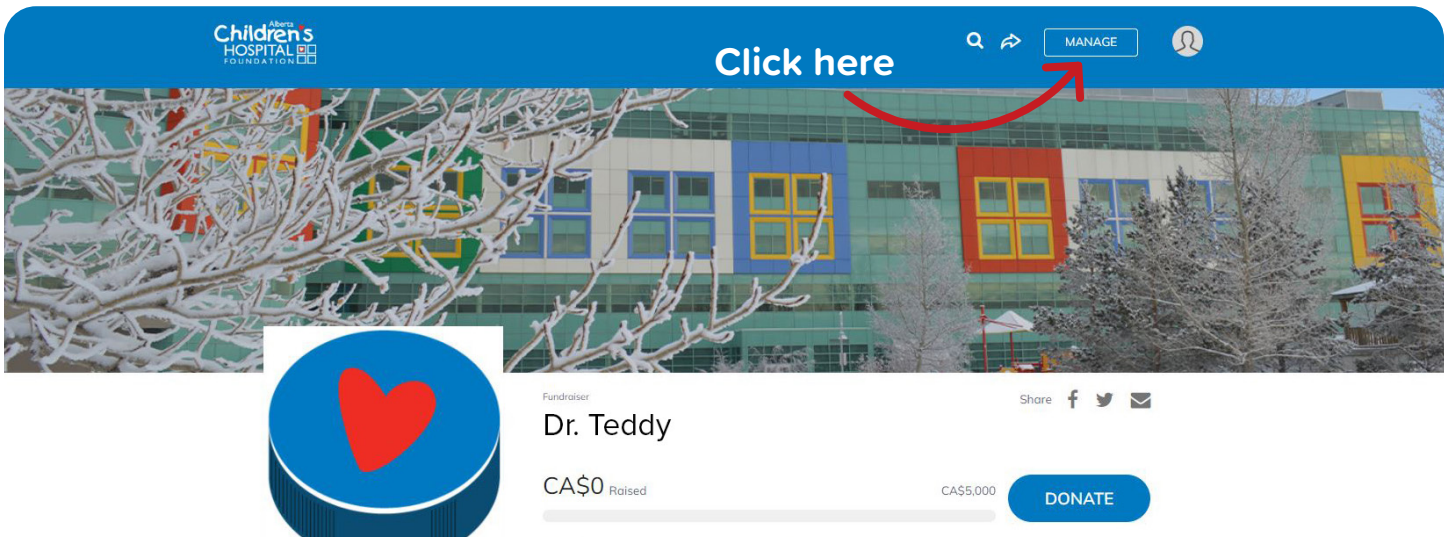 Alberta
Children's
HOSPITAL
FOUNDATION
Click here
MANAGE
Fundraiser
Dr. Teddy
Share
CA$0 Raised
CA$5,000
DONATE